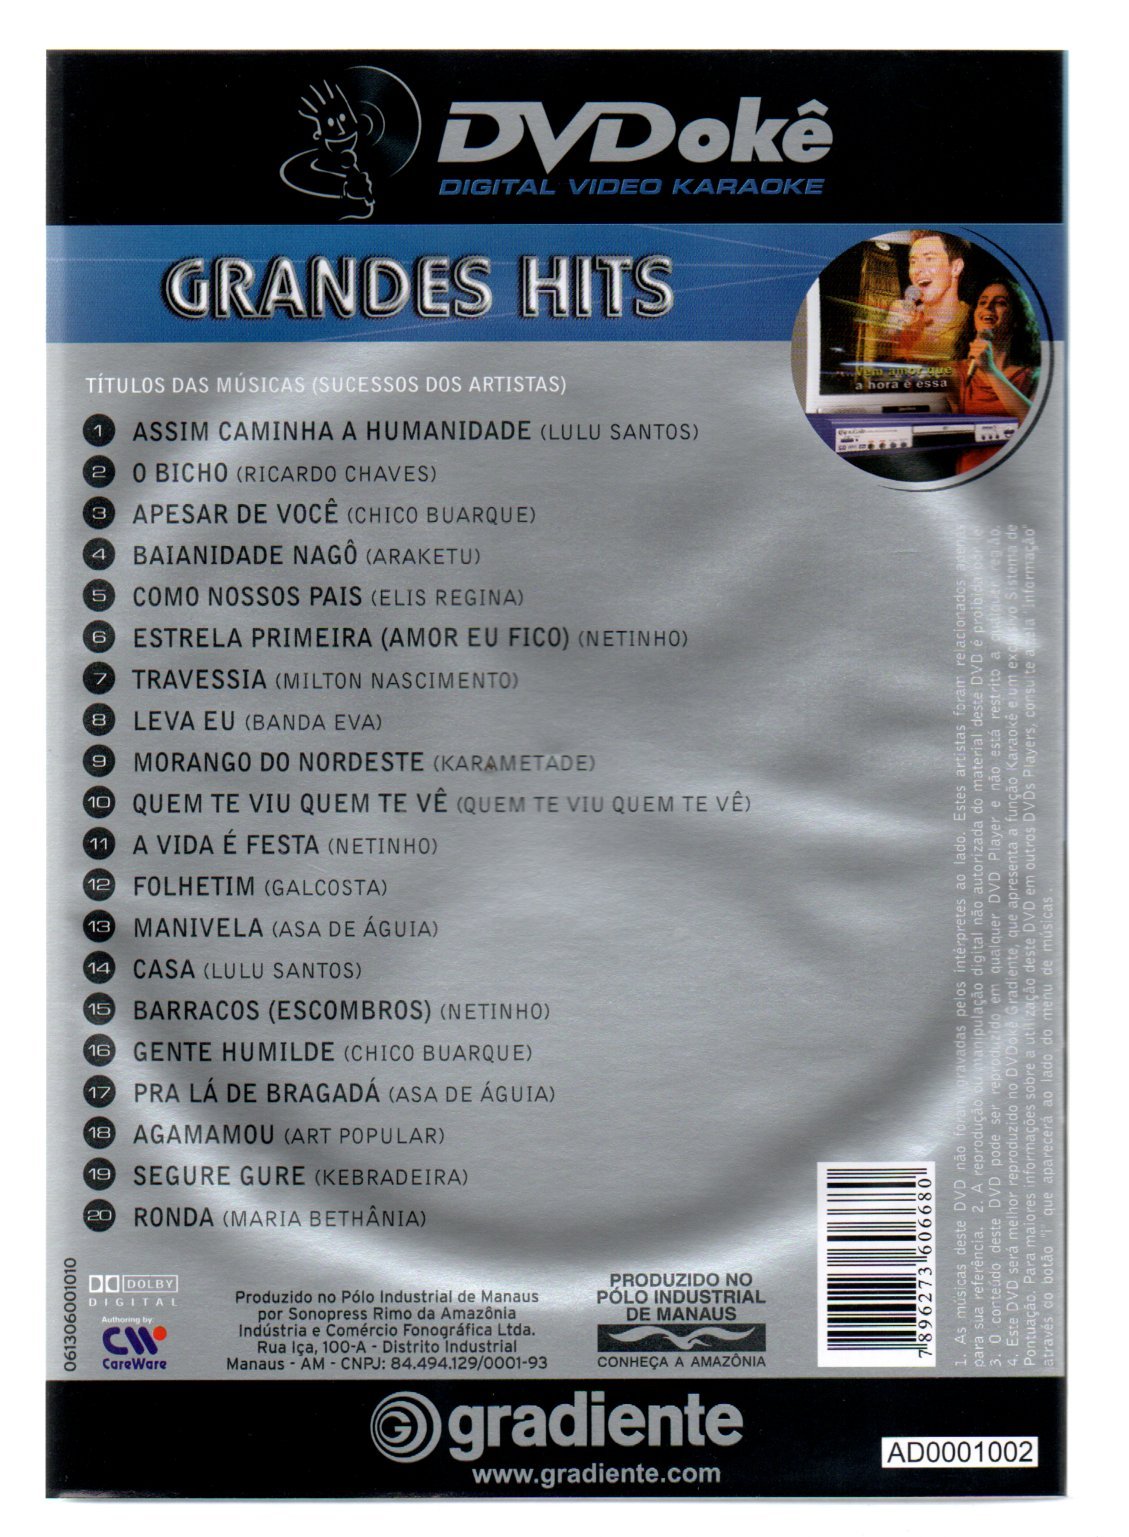 DVDokê
DIGITAL VIDEO KARAOKE
GRANDES HITS
Vem amor que
a hora é essa
TÍTULOS DAS MÚSICAS (SUCESSOS DOS ARTISTAS)
1 ASSIM CAMINHA A HUMANIDADE (LULU SANTOS)
2 O BICHO (RICARDO CHAVES)
3 APESAR DE VOCÊ (CHICO BUARQUE)
4 BAIANIDADE NAGÔ (ARAKETU)
5 COMO NOSSOS PAIS (ELIS REGINA)
6 ESTRELA PRIMEIRA (AMOR EU FICO) (NETINHO)
7 TRAVESSIA (MILTON NASCIMENTO)
8 LEVA EU (BANDA EVA)
9 MORANGO DO NORDESTE (KARAMETADE)
10 QUEM TE VIU QUEM TE VÊ (QUEM TE VIU QUEM TE VÊ)
11 A VIDA É FESTA (NETINHO)
12 FOLHETIM (GALCOSTA)
13 MANIVELA (ASA DE ÁGUIA)
14 CASA (LULU SANTOS)
15 BARRACOS (ESCOMBROS) (NETINHO)
16 GENTE HUMILDE (CHICO BUARQUE)
17 PRA LÁ DE BRAGADÁ (ASA DE ÁGUIA)
18 AGAMAMOU (ART POPULAR)
19 SEGURE GURE (KEBRADEIRA)
20 RONDA (MARIA BETHÂNIA)
1. As músicas deste DVD não foram gravadas pelos intérpretes ao lado. Estes artistas foram relacionados apenas
para sua referência. 2. A reprodução ou manipulação digital não autorizada do material deste DVD é proibida
3. O conteúdo deste DVD pode ser reproduzido em qualquer DVD Player e não está restrito a qualquer região.
4. Este DVD será melhor reproduzido no DVDokê Gradiente, que apresenta a função Karaokê e um exclusivo Sistema de
Pontuação. Para maiores informações sobre a utilização deste DVD em outros DVDs Players, consulte a tela "Informação"
através do botão "i" que aparecerá ao lado do menu de músicas.
7896273606680
0613060001010
DOLBY
DIGITAL
Authoring by:
CW
CareWare
Produzido no Pólo Industrial de Manaus
por Sonopress Rimo da Amazônia
Indústria e Comércio Fonográfica Ltda.
Rua Iça, 100-A - Distrito Industrial
Manaus - AM - CNPJ: 84.494.129/0001-93
PRODUZIDO NO
PÓLO INDUSTRIAL
DE MANAUS
CONHEÇA A AMAZÔNIA
gradiente
www.gradiente.com
AD0001002